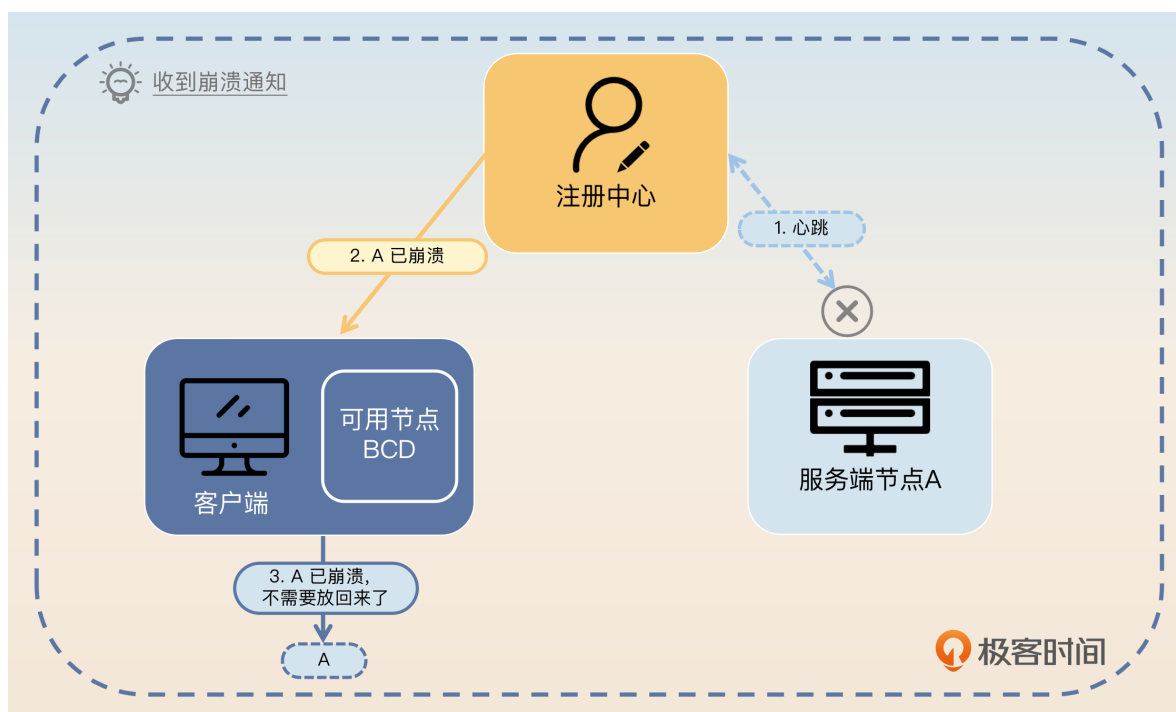 收到崩溃通知
注册中心
1. 心跳
2. A 已崩溃
可用节点
BCD
客户端
服务端节点A
3. A 已崩溃,
不需要放回来了
A
极客时间